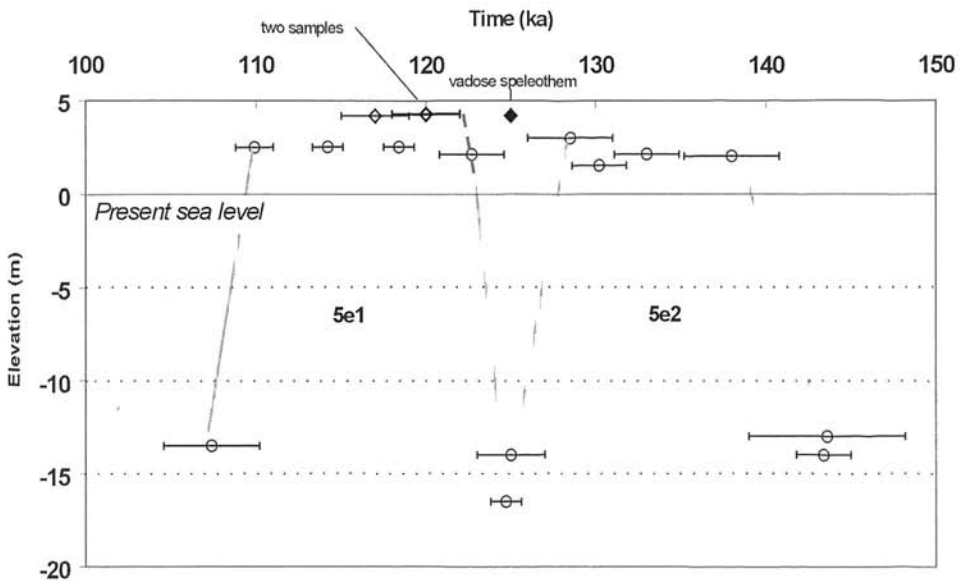 Time (ka)
two samples
100 110 120 130 140 150
vadose speleothem
5
0
Present sea level
-5
5e1 5e2
-10
-15
-20
Elevation (m)